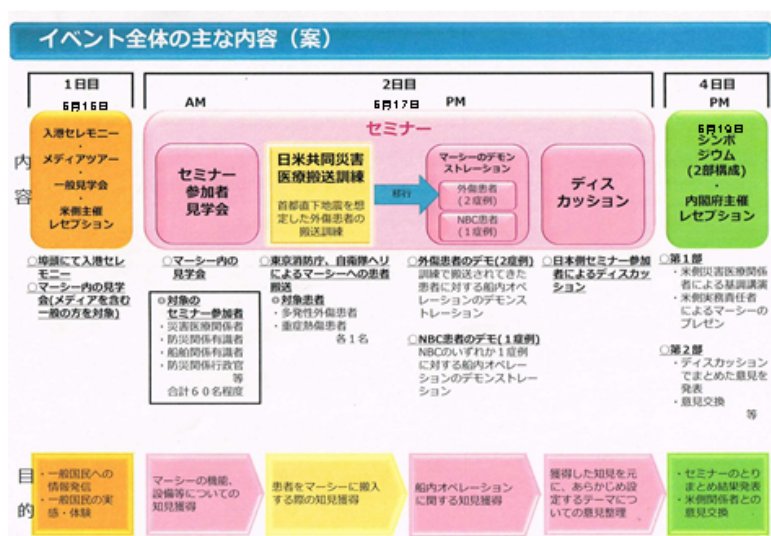 イベント全体の主な内容（案）
1日目
6月16日
2日目
AM
6月17日
PM
4日目
PM
6月19日
内容
入港セレモニー
・
メディアツアー
・
一般見学会
・
米側主催
レセプション
セミナー
セミナー
参加者
見学会
日米共同災害
医療搬送訓練
首都直下地震を想
定した外傷患者の
搬送訓練
移行
マーシーのデモン
ストレーション
外傷患者
（2症例）
NBC患者
（1症例）
ディス
カッション
シンポ
ジウム
(2部構成)
・
内閣府主催
レセプション
○埠頭にて入港セレ
モニー
○マーシー内の見学
会(メディアを含む
一般の方を対象)
○マーシー内の
見学会
◎対象の
セミナー参加者
・災害医療関係者
・防災関係有識者
・船舶関係有識者
・防災関係行政官
等
合計６０名程度
○東京消防庁、自衛隊ヘリ
によるマーシーへの患者
搬送
◎対象患者
・多発性外傷患者
・重症熱傷患者
各１名
○外傷患者のデモ(2症例)
訓練で搬送されてきた
患者に対する船内オペ
レーションのデモンス
トレーション
○NBC患者のデモ(１症例)
NBCのいずれか１症例
に対する船内オペレー
ションのデモンストレー
ション
○日本側セミナー参加
者によるディスカッ
ション
○第１部
・米側災害医療関係
者による基調講演
・米側実務責任者
によるマーシーの
プレゼン
○第２部
・ディスカッション
でまとめた意見を
発表
・意見交換
等
目的
・一般国民への
情報発信
・一般国民の実
感・体験
マーシーの機能、
設備等についての
知見獲得
患者をマーシーに搬入
する際の知見獲得
船内オペレーション
に関する知見獲得
獲得した知見を元
に、あらかじめ設
定するテーマについ
ての意見整理
・セミナーのとり
まとめ結果発表
・米側関係者との
意見交換